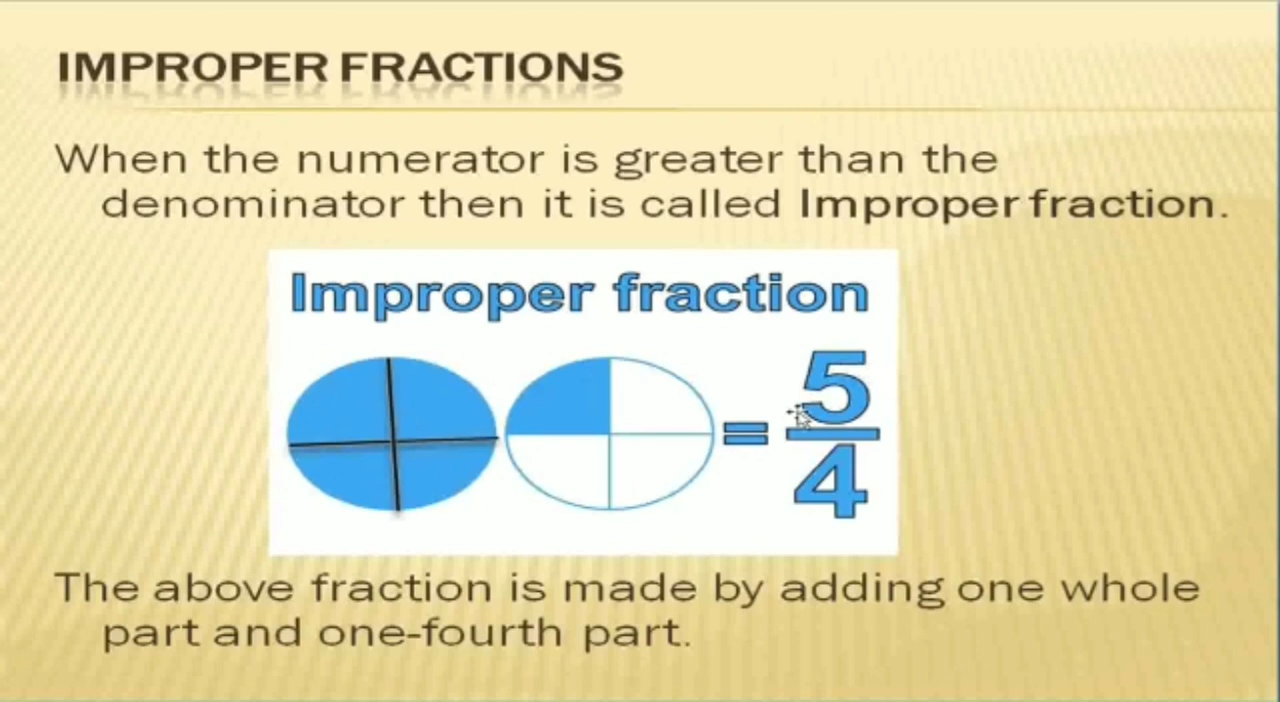 IMPROPER FRACTIONS
When the numerator is greater than the
denominator then it is called Improper fraction.
Improper fraction
= 5/4
The above fraction is made by adding one whole
part and one-fourth part.